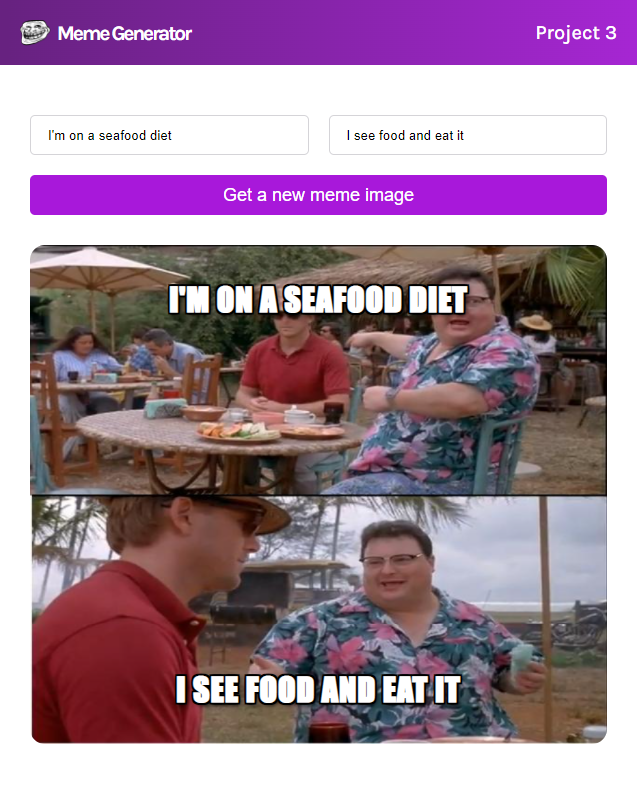 Meme Generator
Project 3
I'm on a seafood diet
I see food and eat it
Get a new meme image
I'M ON A SEAFOOD DIET
I SEE FOOD AND EAT IT